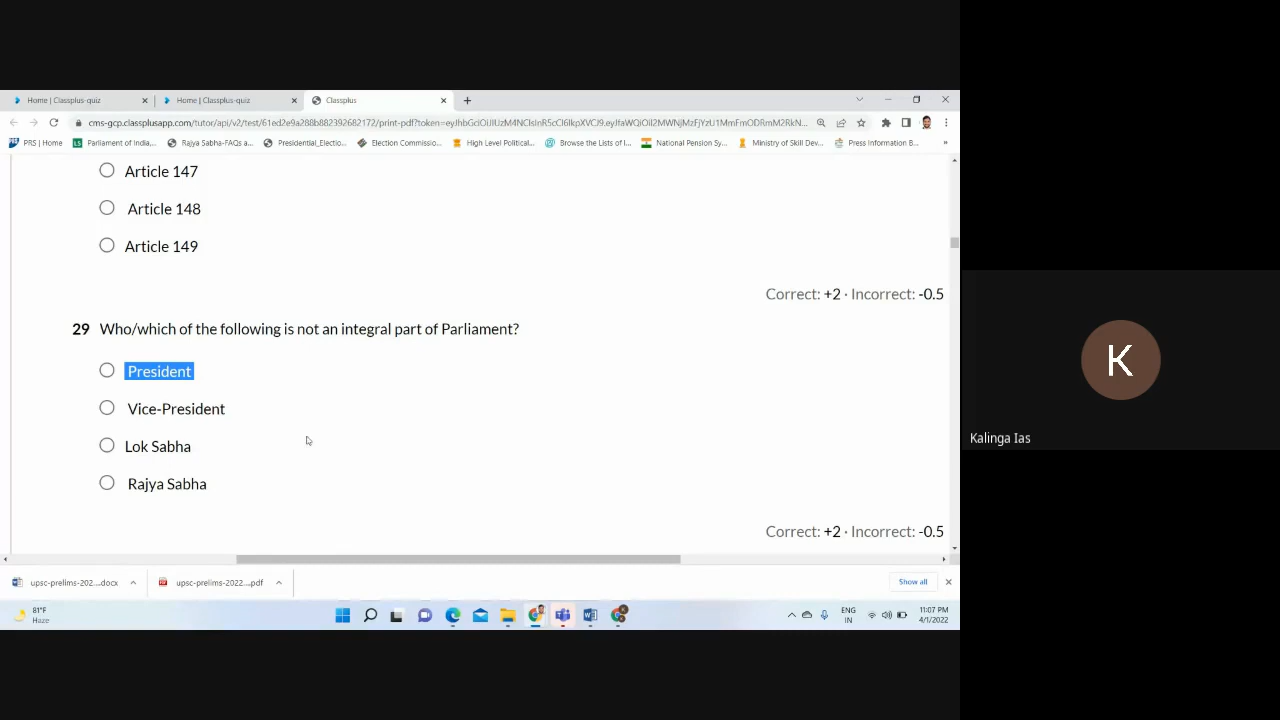 Home | Classplus-quiz
Home | Classplus-quiz
Classplus
PRS | Home
Parliament of India,...
Rajya Sabha-FAQs a...
Presidential_Electio...
Election Commissio...
High Level Political...
Browse the Lists of I...
National Pension Sy...
Ministry of Skill Dev...
Press Information B...
»
Article 147
Article 148
Article 149
Correct: +2 · Incorrect: -0.5
29 Who/which of the following is not an integral part of Parliament?
President
Vice-President
Lok Sabha
Rajya Sabha
Correct: +2 · Incorrect: -0.5
K
Kalinga Ias
upsc-prelims-202....docx
upsc-prelims-2022....pdf
Show all
81°F
Haze
ENG
IN
11:07 PM
4/1/2022